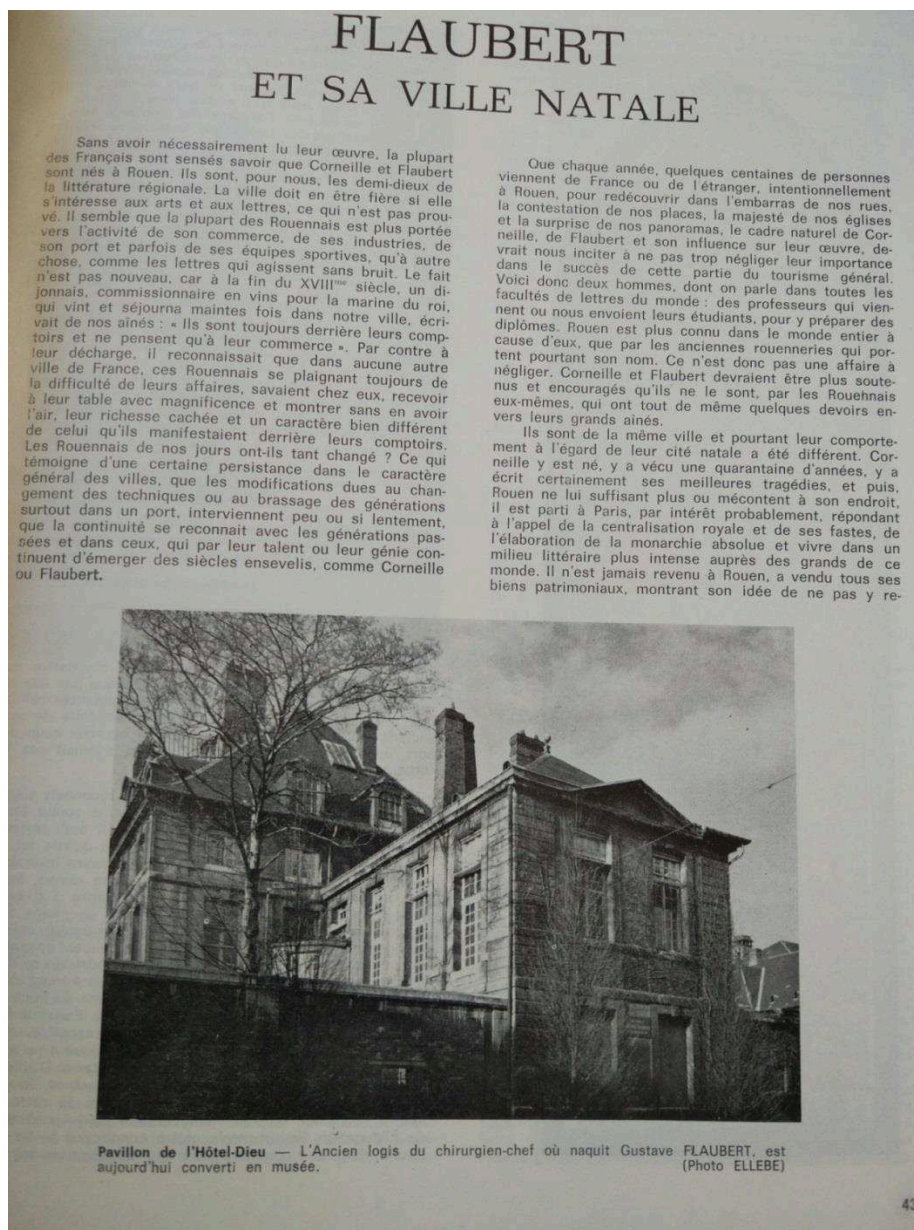 FLAUBERT
ET SA VILLE NATALE
Sans avoir nécessairement lu leur œuvre, la plupart
des Français sont sensés savoir que Corneille et Flaubert
sont nés à Rouen. Ils sont, pour nous, les demi-dieux de
la littérature régionale. La ville doit en être fière si elle
s'intéresse aux arts et aux lettres, ce qui n'est pas prou-
vé. Il semble que la plupart des Rouennais est plus portée
vers l'activité de son commerce, de ses industries, de
son port et parfois de ses équipes sportives, qu'à autre
chose, comme les lettres qui agissent sans bruit. Le fait
n'est pas nouveau, car à la fin du XVIIIme siècle, un di-
jonnais, commissionnaire en vins pour la marine du roi,
qui vint et séjourna maintes fois dans notre ville, écri-
vait de nos aînés : « Ils sont toujours derrière leurs comp-
toirs et ne pensent qu'à leur commerce ». Par contre à
leur décharge, il reconnaissait que dans aucune autre
ville de France, ces Rouennais se plaignant toujours de
la difficulté de leurs affaires, savaient chez eux, recevoir
à leur table avec magnificence et montrer sans en avoir
l'air, leur richesse cachée et un caractère bien différent
de celui qu'ils manifestaient derrière leurs comptoirs.
Les Rouennais de nos jours ont-ils tant changé ? Ce qui
témoigne d'une certaine persistance dans le caractère
général des villes, que les modifications dues au chan-
gement des techniques ou au brassage des générations
surtout dans un port, interviennent peu ou si lentement,
que la continuité se reconnait avec les générations pas-
sées et dans ceux, qui par leur talent ou leur génie con-
tinuent d'émerger des siècles ensevelis, comme Corneille
ou Flaubert.
Que chaque année, quelques centaines de personnes
viennent de France ou de l'étranger, intentionnellement
à Rouen, pour redécouvrir dans l'embarras de nos rues,
la contestation de nos places, la majesté de nos églises
et la surprise de nos panoramas, le cadre naturel de Cor-
neille, de Flaubert et son influence sur leur œuvre, de-
vrait nous inciter à ne pas trop négliger leur importance
dans le succès de cette partie du tourisme général.
Voici donc deux hommes, dont on parle dans toutes les
facultés de lettres du monde : des professeurs qui vien-
nent ou nous envoient leurs étudiants, pour y préparer des
diplômes. Rouen est plus connu dans le monde entier à
cause d'eux, que par les anciennes rouenneries qui por-
tent pourtant son nom. Ce n'est donc pas une affaire à
négliger. Corneille et Flaubert devraient être plus soute-
nus et encouragés qu'ils ne le sont, par les Rouehnais
eux-mêmes, qui ont tout de même quelques devoirs en-
vers leurs grands aînés.
Ils sont de la même ville et pourtant leur comporte-
ment à l'égard de leur cité natale a été différent. Cor-
neille y est né, y a vécu une quarantaine d'années, y a
écrit certainement ses meilleures tragédies, et puis,
Rouen ne lui suffisant plus ou mécontent à son endroit,
il est parti à Paris, par intérêt probablement, répondant
à l'appel de la centralisation royale et de ses fastes, de
l'élaboration de la monarchie absolue et vivre dans un
milieu littéraire plus intense auprès des grands de ce
monde. Il n'est jamais revenu à Rouen, a vendu tous ses
biens patrimoniaux, montrant son idée de ne pas y re-
Pavillon de l'Hôtel-Dieu — L'Ancien logis du chirurgien-chef où naquit Gustave FLAUBERT, est
aujourd'hui converti en musée. (Photo ELLEBE)
43